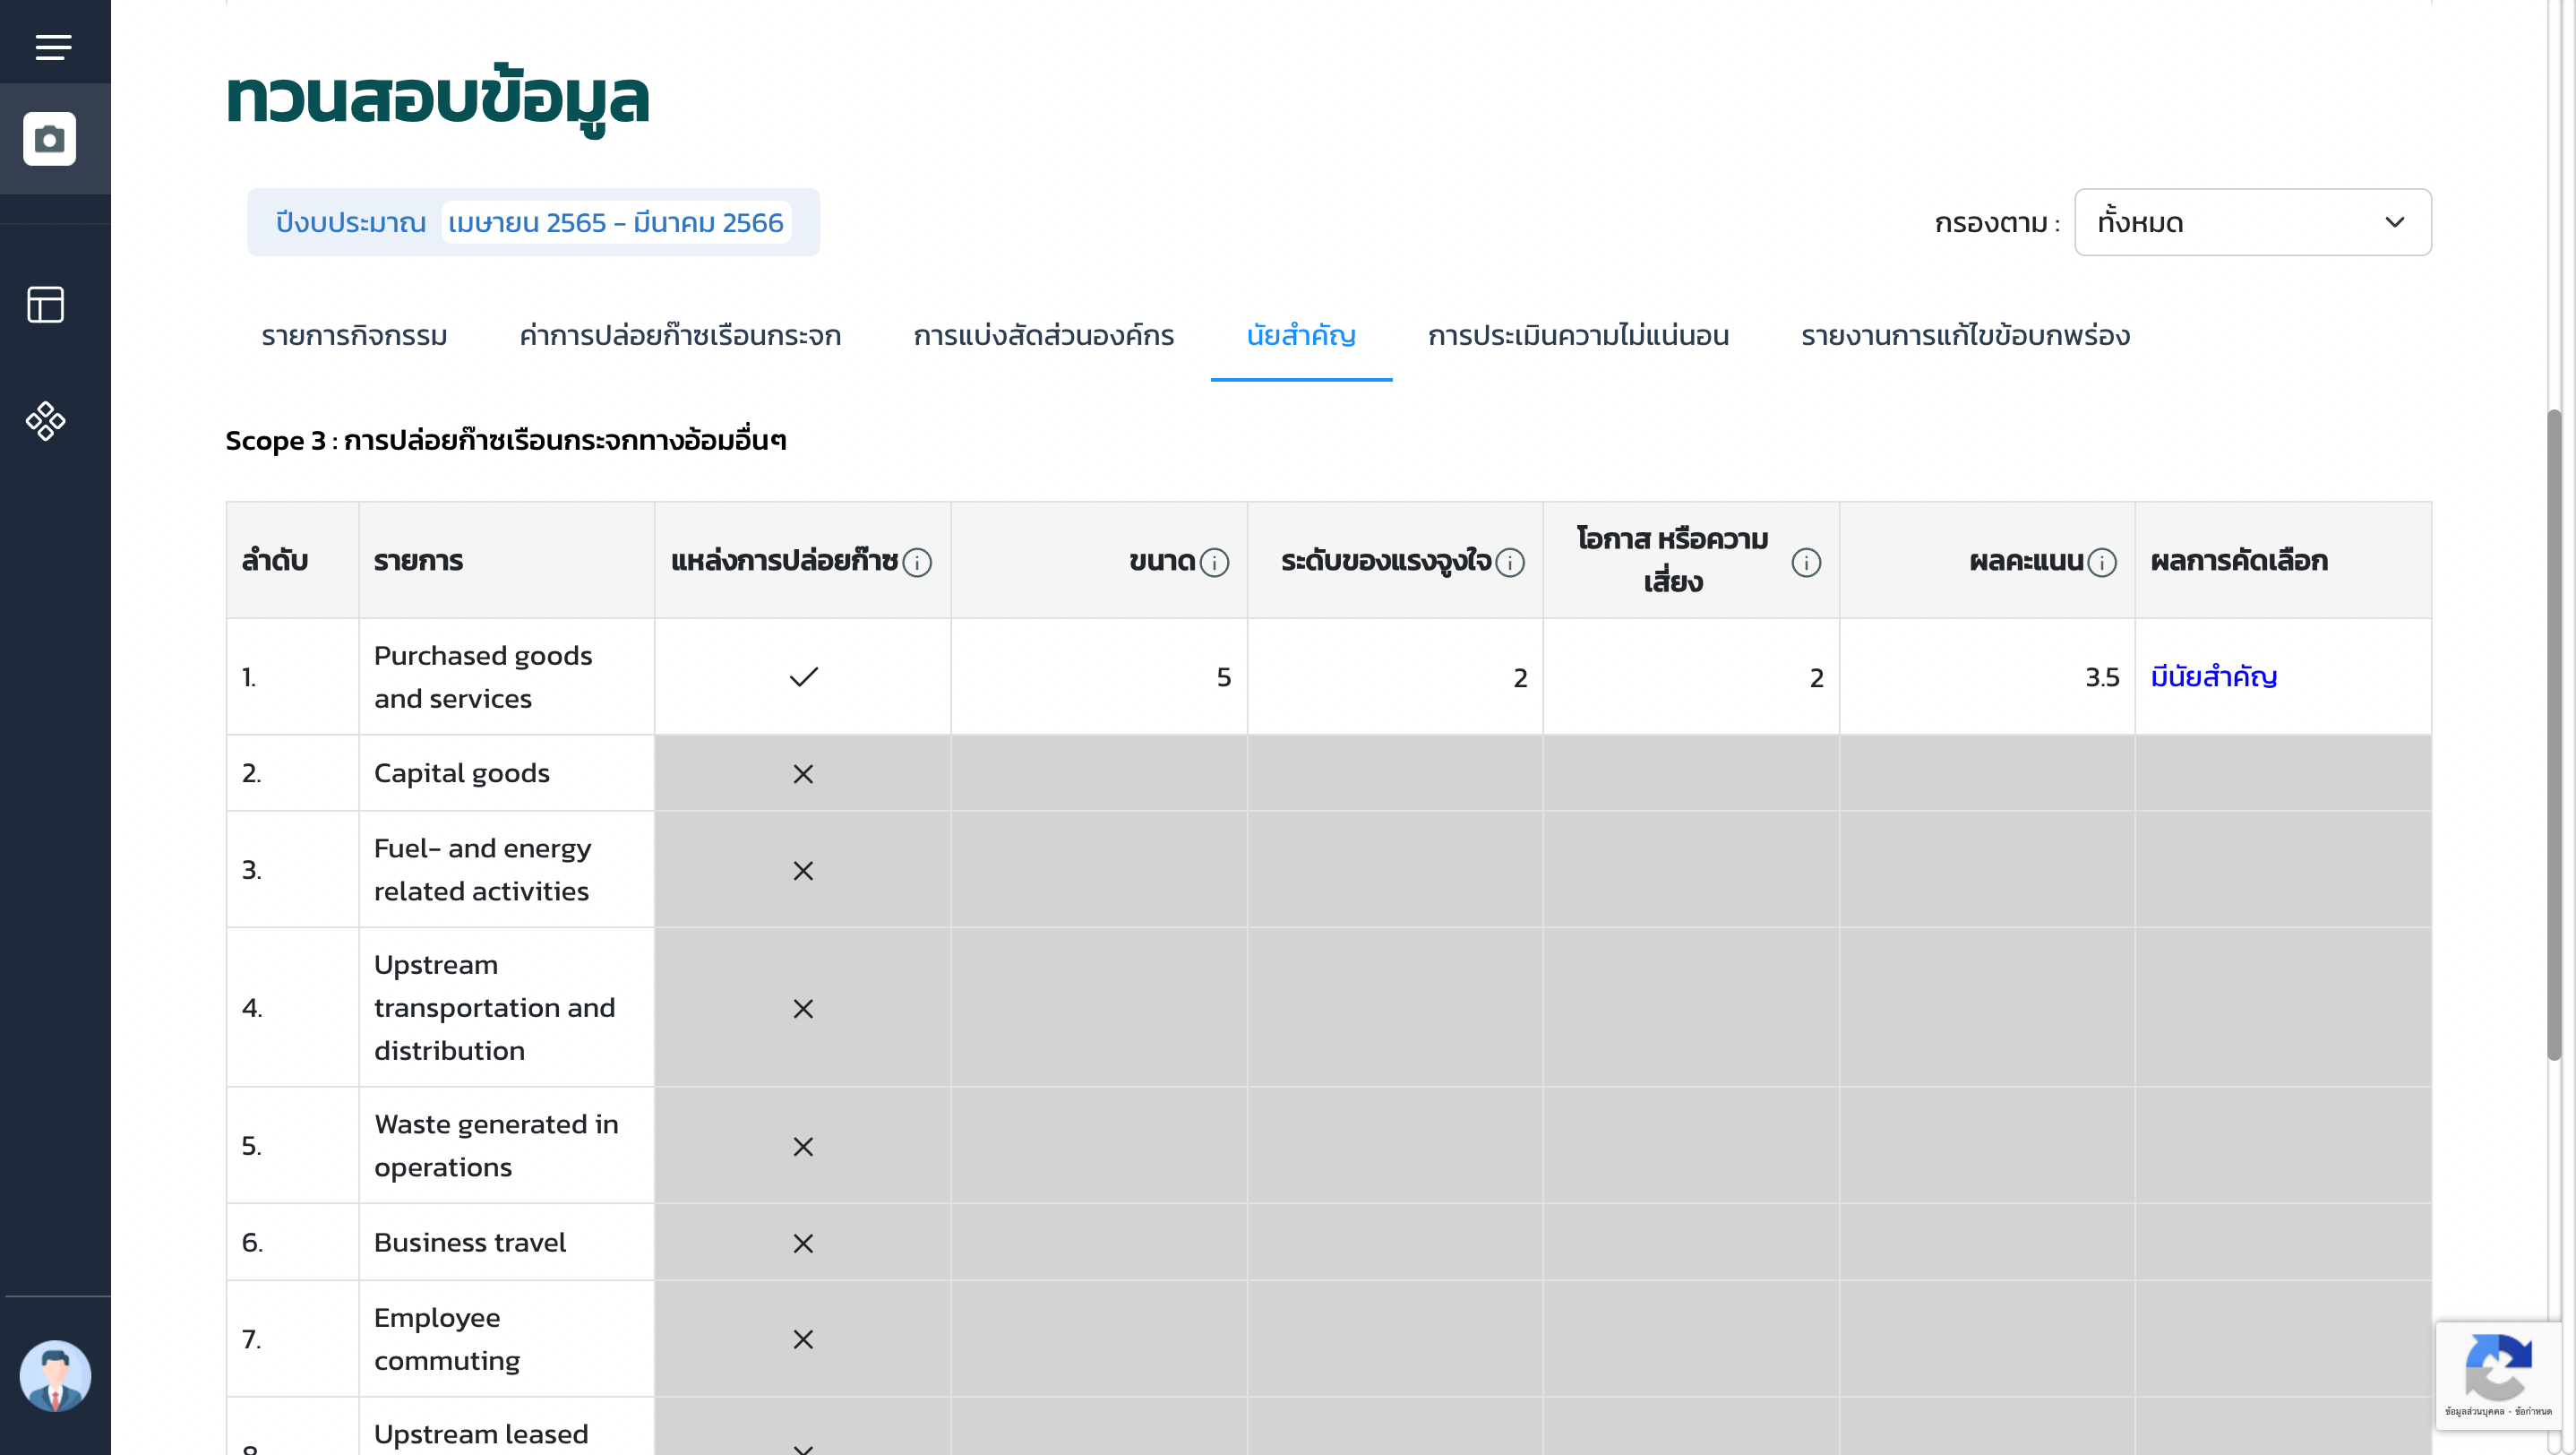 ทวนสอบข้อมูล
ปีงบประมาณ เมษายน 2565 - มีนาคม 2566
กรองตาม : ทั้งหมด
รายการกิจกรรม ค่าการปล่อยก๊าซเรือนกระจก การแบ่งสัดส่วนองค์กร นัยสำคัญ การประเมินความไม่แน่นอน รายงานการแก้ไขข้อบกพร่อง
Scope 3 : การปล่อยก๊าซเรือนกระจกทางอ้อมอื่นๆ
ลำดับ รายการ แหล่งการปล่อยก๊าซ ขนาด ระดับของแรงจูงใจ โอกาส หรือความ
เสี่ยง ผลคะแนน ผลการคัดเลือก
1. Purchased goods
and services 5 2 2 3.5 มีนัยสำคัญ
2. Capital goods
3. Fuel- and energy
related activities
4. Upstream
transportation and
distribution
5. Waste generated in
operations
6. Business travel
7. Employee
commuting
8. Upstream leased
ข้อมูลส่วนบุคคล - ข้อกำหนด